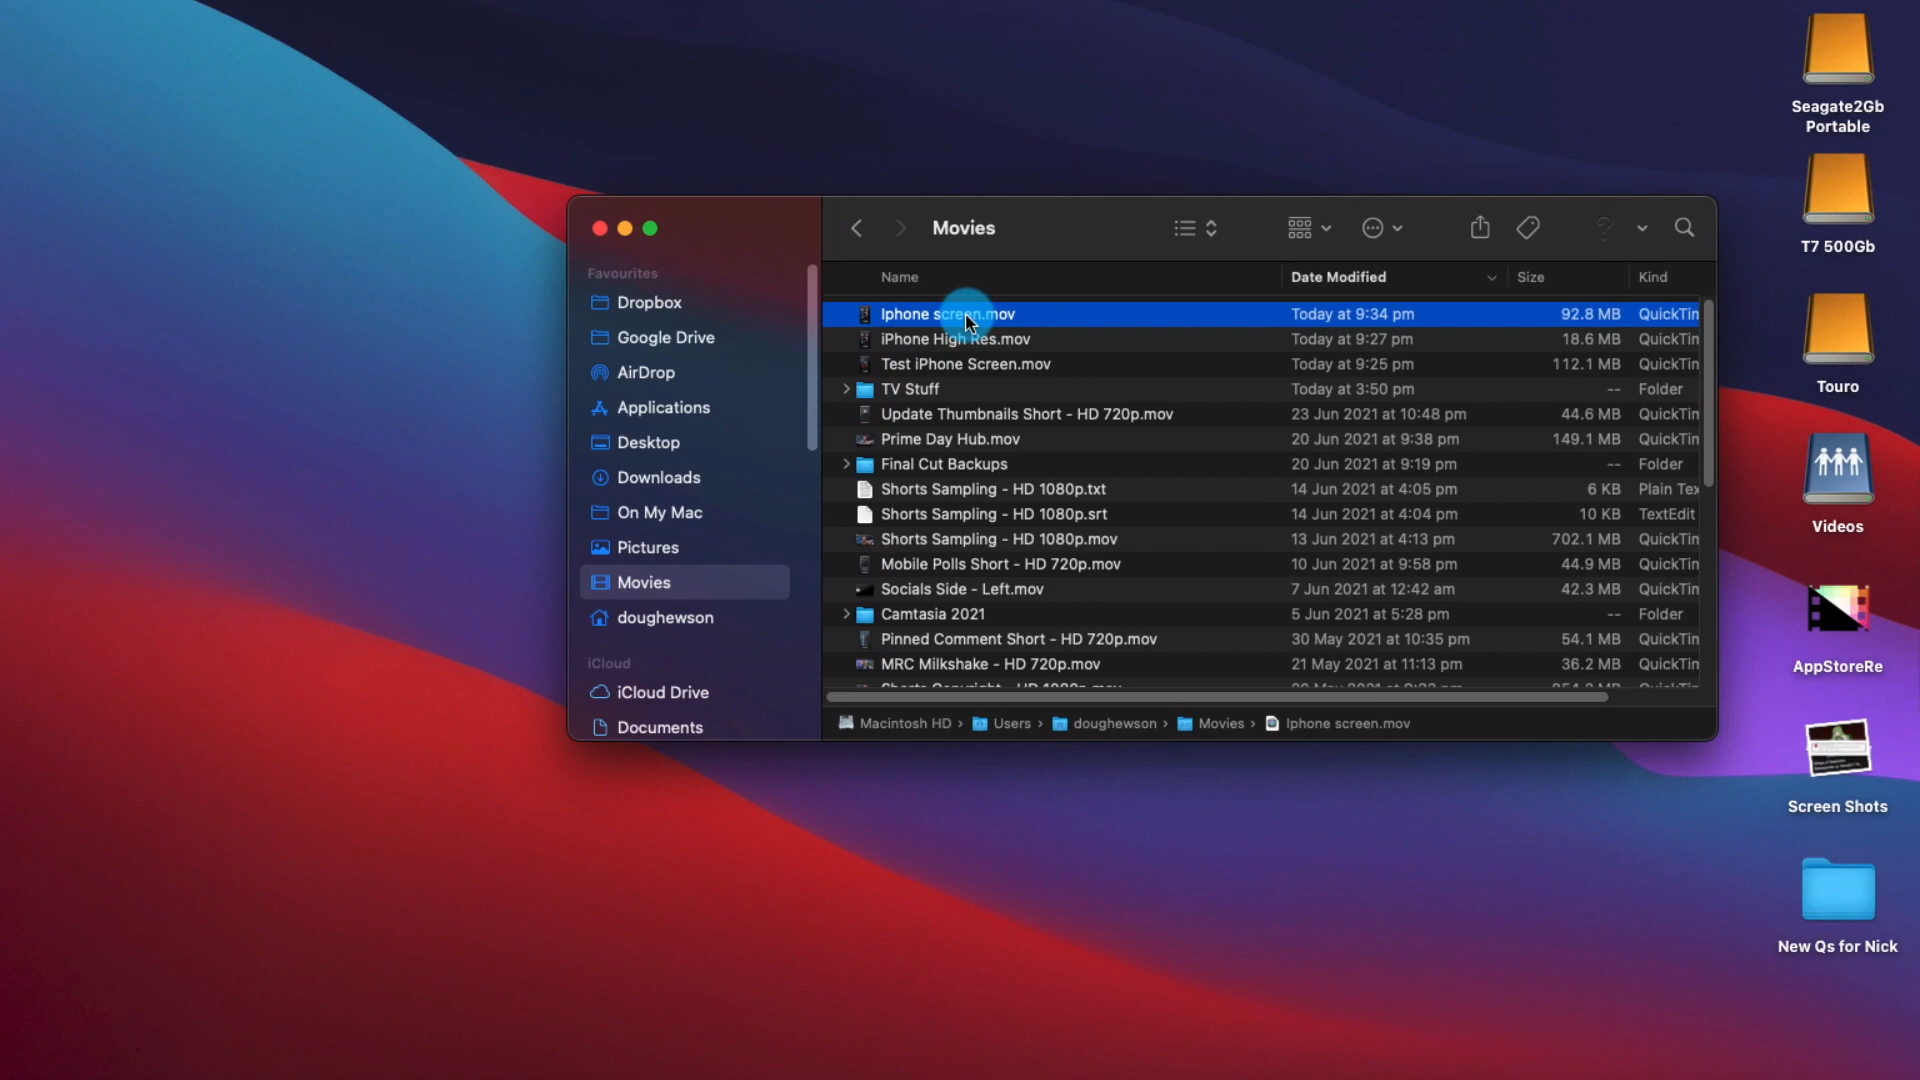 Movies
Favourites
Dropbox
Google Drive
AirDrop
Applications
Desktop
Downloads
On My Mac
Pictures
Movies
doughewson
iCloud
iCloud Drive
Documents
Name Date Modified Size Kind
Iphone screen.mov Today at 9:34 pm 92.8 MB QuickTin
iPhone High Res.mov Today at 9:27 pm 18.6 MB QuickTin
Test iPhone Screen.mov Today at 9:25 pm 112.1 MB QuickTin
TV Stuff Today at 3:50 pm -- Folder
Update Thumbnails Short - HD 720p.mov 23 Jun 2021 at 10:48 pm 44.6 MB QuickTin
Prime Day Hub.mov 20 Jun 2021 at 9:38 pm 149.1 MB QuickTin
Final Cut Backups 20 Jun 2021 at 9:19 pm -- Folder
Shorts Sampling - HD 1080p.txt 14 Jun 2021 at 4:05 pm 6 KB Plain Tex
Shorts Sampling - HD 1080p.srt 14 Jun 2021 at 4:04 pm 10 KB TextEdit
Shorts Sampling - HD 1080p.mov 13 Jun 2021 at 4:13 pm 702.1 MB QuickTin
Mobile Polls Short - HD 720p.mov 10 Jun 2021 at 9:58 pm 44.9 MB QuickTin
Socials Side - Left.mov 7 Jun 2021 at 12:42 am 42.3 MB QuickTin
Camtasia 2021 5 Jun 2021 at 5:28 pm -- Folder
Pinned Comment Short - HD 720p.mov 30 May 2021 at 10:35 pm 54.1 MB QuickTin
MRC Milkshake - HD 720p.mov 21 May 2021 at 11:13 pm 36.2 MB QuickTin
Macintosh HD › Users › doughewson › Movies › Iphone screen.mov
Seagate2Gb
Portable
T7 500Gb
Touro
Videos
AppStoreRe
Screen Shots
New Qs for Nick